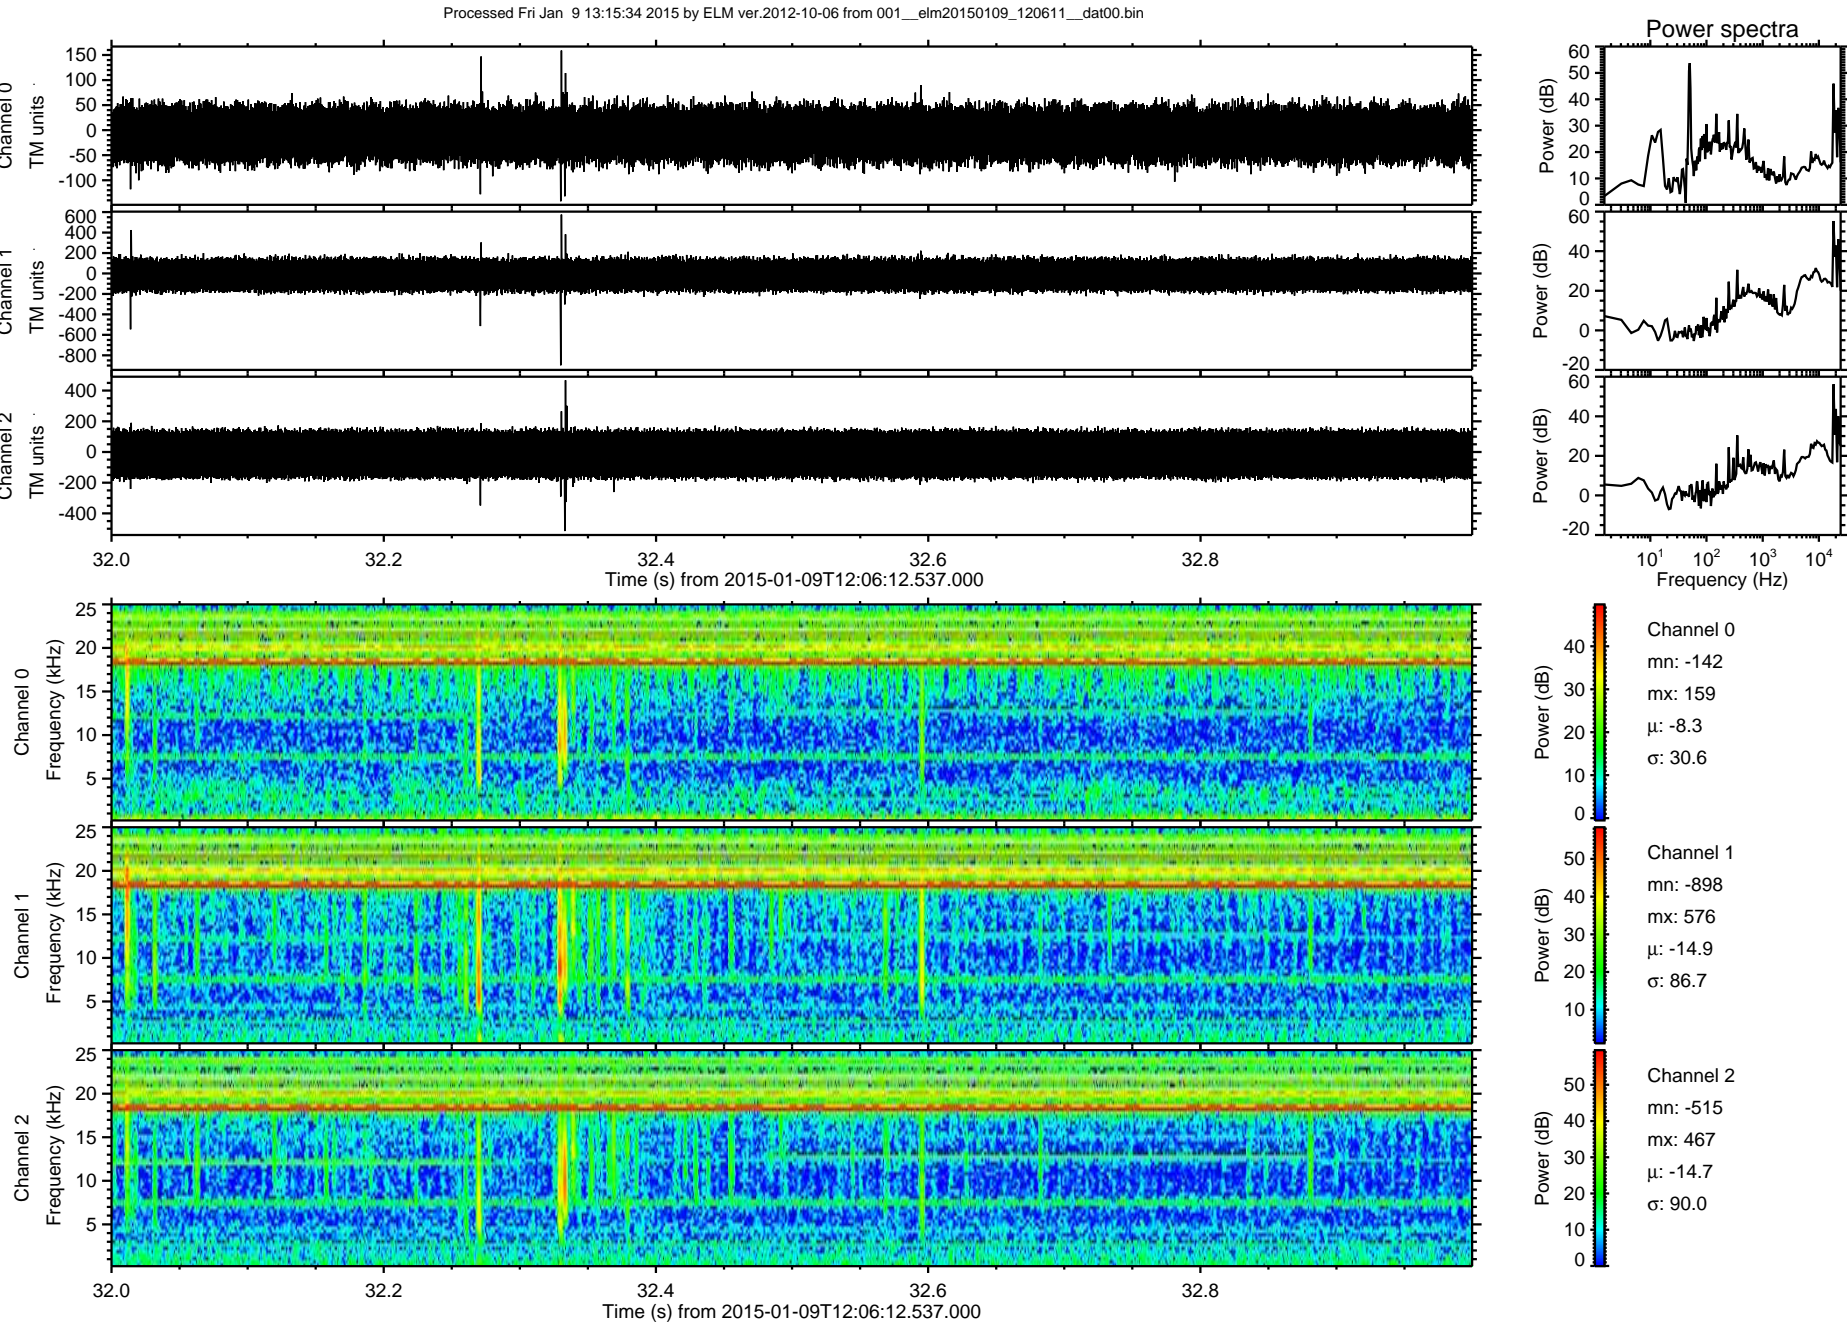 Processed Fri Jan 9 13:15:34 2015 by ELM ver.2012-10-06 from 001__elm20150109_120611__dat00.bin
Power spectra
Channel 0
TM units
150
100
50
0
-50
-100
Power (dB)
60
50
40
30
20
10
0
Channel 1
TM units
600
400
200
0
-200
-400
-600
-800
Power (dB)
60
40
20
0
-20
Channel 2
TM units
400
200
0
-200
-400
Power (dB)
60
40
20
0
-20
32.0 32.2 32.4 32.6 32.8
Time (s) from 2015-01-09T12:06:12.537.000
10^1 10^2 10^3 10^4
Frequency (Hz)
Channel 0
Frequency (kHz)
25
20
15
10
5
Power (dB)
40
30
20
10
0
Channel 0
mn: -142
mx: 159
µ: -8.3
σ: 30.6
Channel 1
Frequency (kHz)
25
20
15
10
5
Power (dB)
50
40
30
20
10
Channel 1
mn: -898
mx: 576
µ: -14.9
σ: 86.7
Channel 2
Frequency (kHz)
25
20
15
10
5
Power (dB)
50
40
30
20
10
0
Channel 2
mn: -515
mx: 467
µ: -14.7
σ: 90.0
32.0 32.2 32.4 32.6 32.8
Time (s) from 2015-01-09T12:06:12.537.000